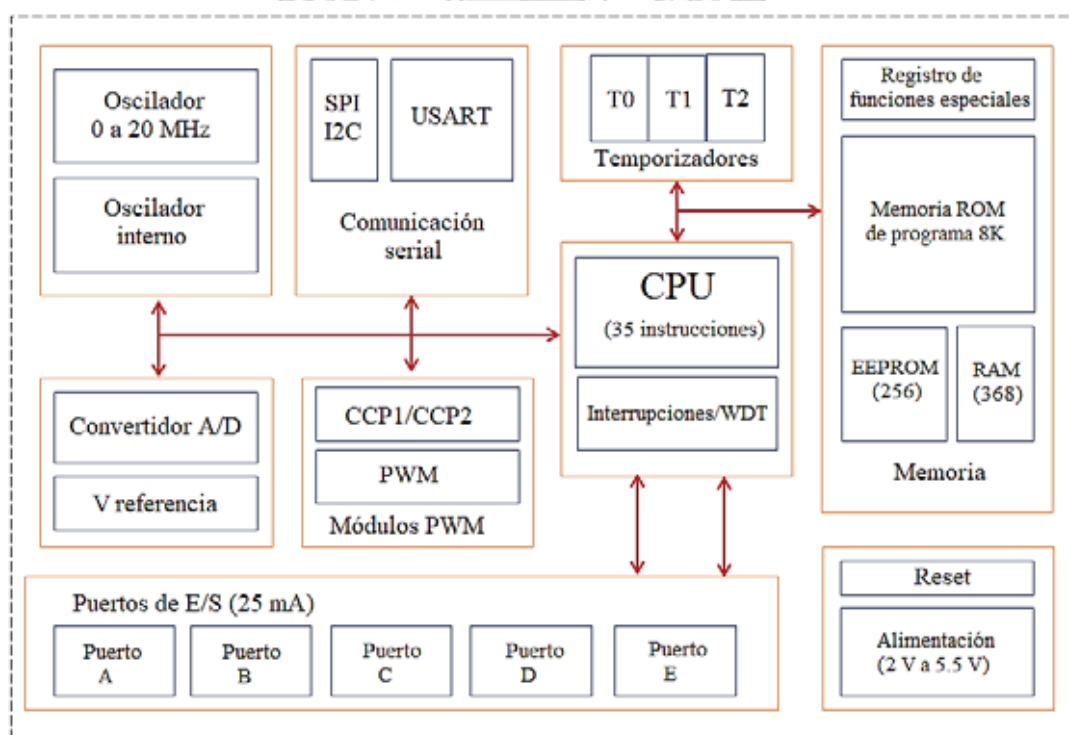 Oscilador
0 a 20 MHz
Oscilador
interno
SPI
I2C
USART
Comunicación
serial
T0
T1
T2
Temporizadores
Registro de
funciones especiales
Memoria ROM
de programa 8K
EEPROM
(256)
RAM
(368)
Memoria
CPU
(35 instrucciones)
Interrupciones/WDT
Convertidor A/D
V referencia
CCP1/CCP2
PWM
Módulos PWM
Puertos de E/S (25 mA)
Puerto
A
Puerto
B
Puerto
C
Puerto
D
Puerto
E
Reset
Alimentación
(2 V a 5.5 V)